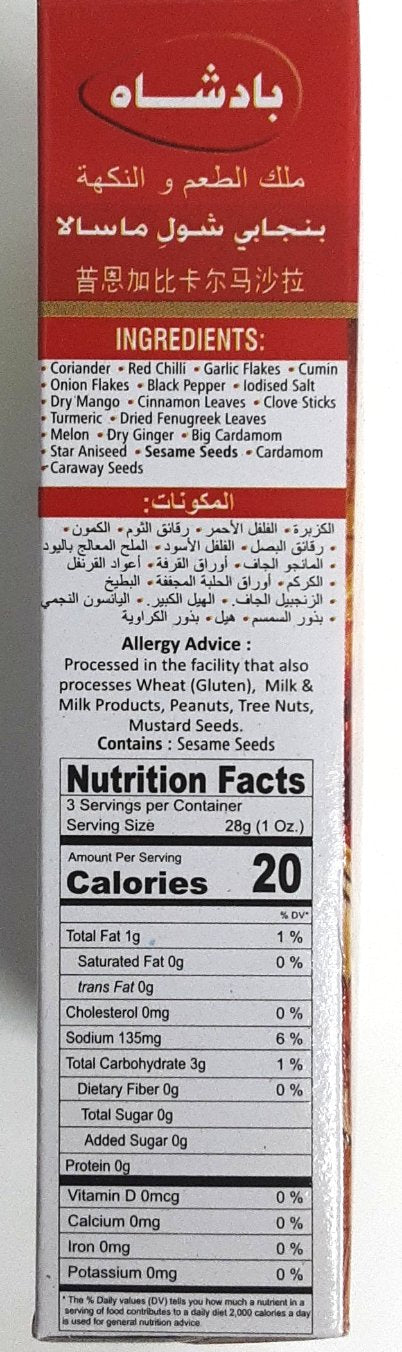 بادشاه
ملك الطعم و النكهة
بنجابي شولِ ماسالا
普恩加比卡尔马沙拉
INGREDIENTS:
• Coriander • Red Chilli • Garlic Flakes • Cumin
• Onion Flakes • Black Pepper • Iodised Salt
• Dry Mango • Cinnamon Leaves • Clove Sticks
• Turmeric • Dried Fenugreek Leaves
• Melon • Dry Ginger • Big Cardamom
• Star Aniseed • Sesame Seeds • Cardamom
• Caraway Seeds
المكونات:
الكزبرة • الفلفل الأحمر • رقائق الثوم • الكمون •
• رقائق البصل • الفلفل الأسود • الملح المعالج باليود
• المانجو الجاف • أوراق القرفة • أعواد القرنفل
• الكركم • أوراق الحلبة المجففة • البطيخ
• الزنجبيل الجاف. • الهيل الكبير. • اليانسون النجمي
• بذور السمسم • هيل • بذور الكراوية
Allergy Advice :
Processed in the facility that also
processes Wheat (Gluten), Milk &
Milk Products, Peanuts, Tree Nuts,
Mustard Seeds.
Contains : Sesame Seeds
Nutrition Facts
3 Servings per Container
Serving Size 28g (1 Oz.)
Amount Per Serving
Calories 20
% DV*
Total Fat 1g 1 %
Saturated Fat 0g 0 %
trans Fat 0g
Cholesterol 0mg 0 %
Sodium 135mg 6 %
Total Carbohydrate 3g 1 %
Dietary Fiber 0g 0 %
Total Sugar 0g
Added Sugar 0g
Protein 0g
Vitamin D 0mcg 0 %
Calcium 0mg 0 %
Iron 0mg 0 %
Potassium 0mg 0 %
* The % Daily values (DV) tells you how much a nutrient in a
serving of food contributes to a daily diet 2,000 calories a day
is used for general nutrition advice.